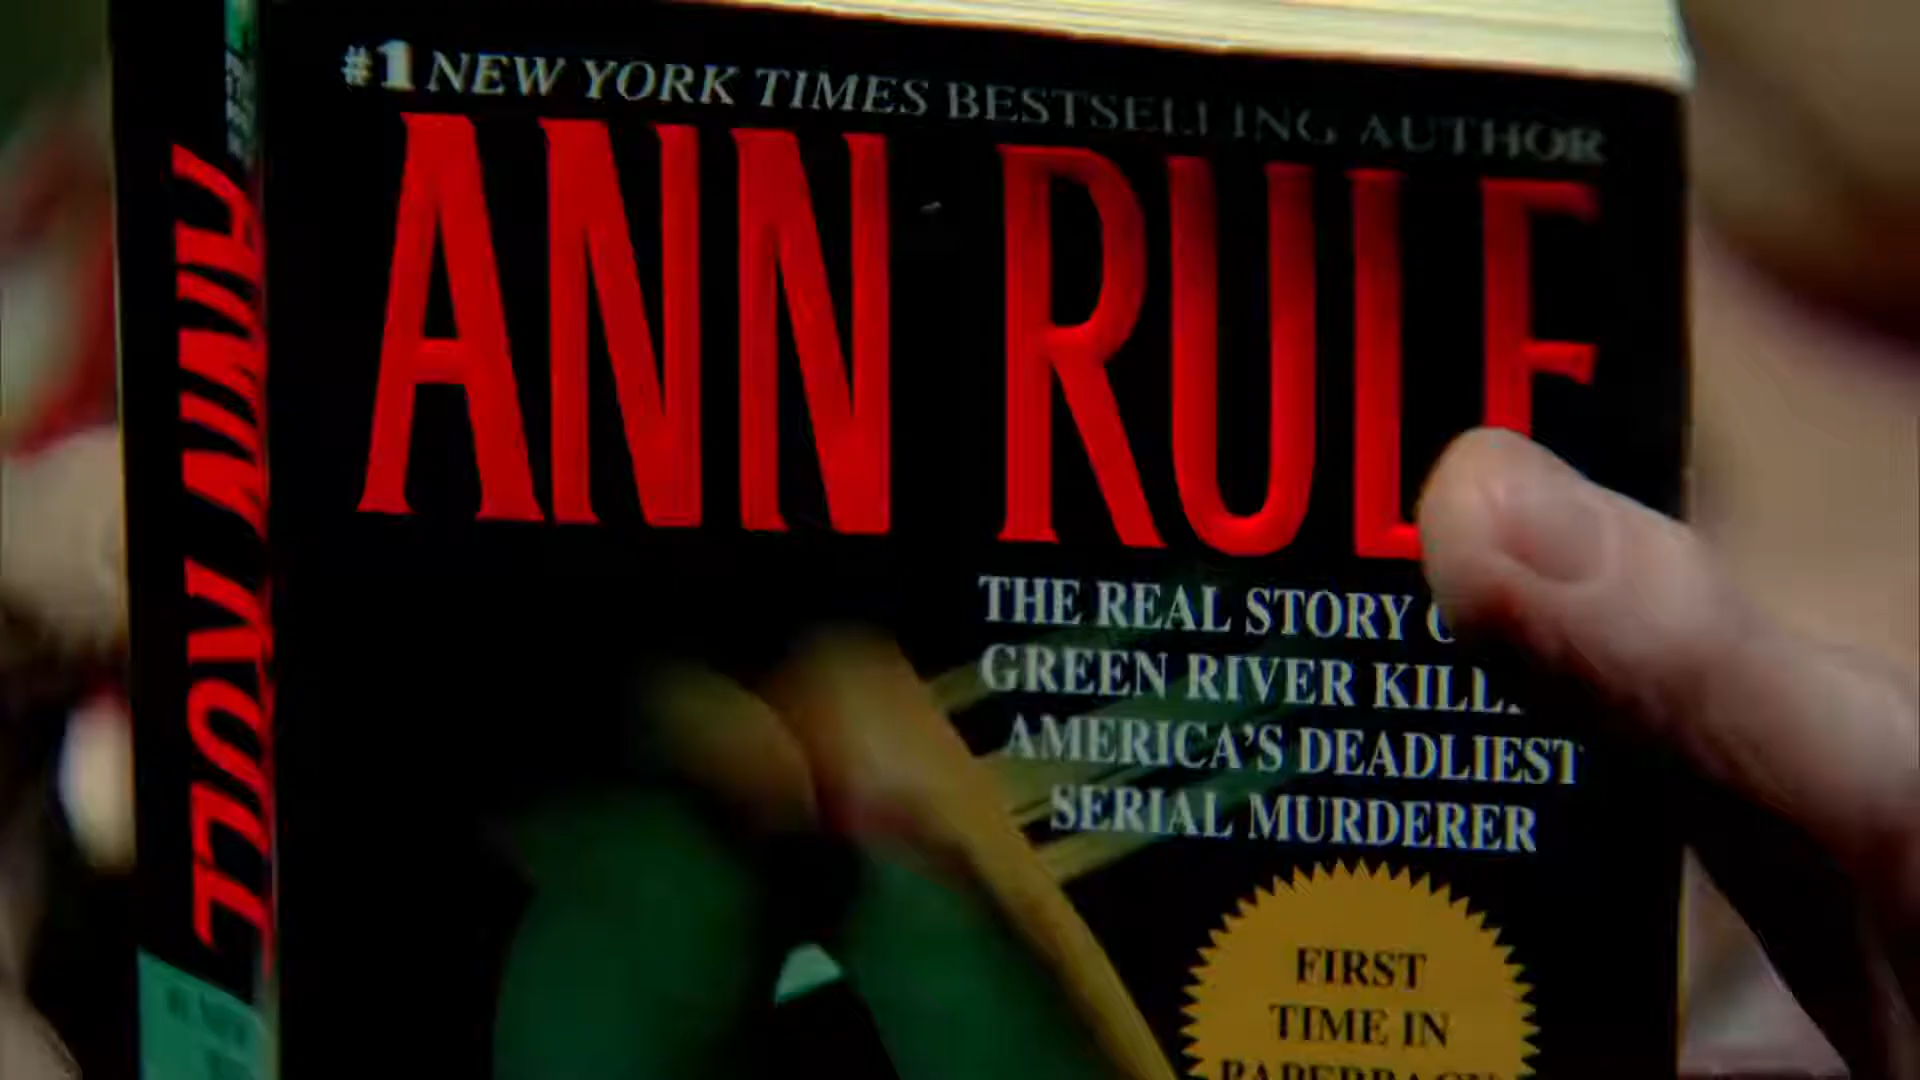 #1 NEW YORK TIMES BESTSELLING AUTHOR
ANN RULE
THE REAL STORY
GREEN RIVER
AMERICA'S DEADLIEST
SERIAL MURDERER
FIRST
TIME IN
PAPERBACK
ANN RULE